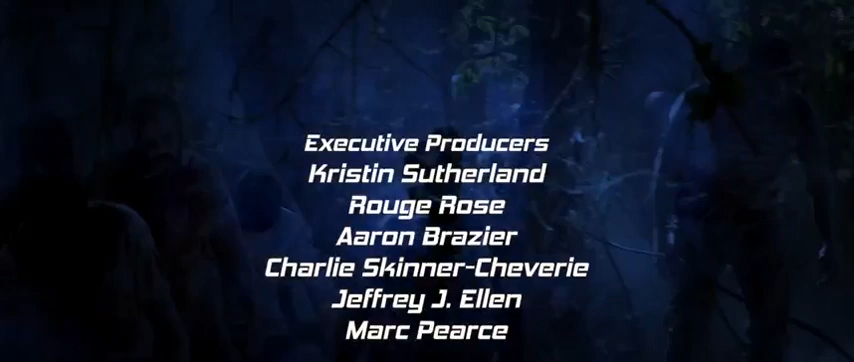 Executive Producers
Kristin Sutherland
Rouge Rose
Aaron Brazier
Charlie Skinner-Cheverie
Jeffrey J. Ellen
Marc Pearce